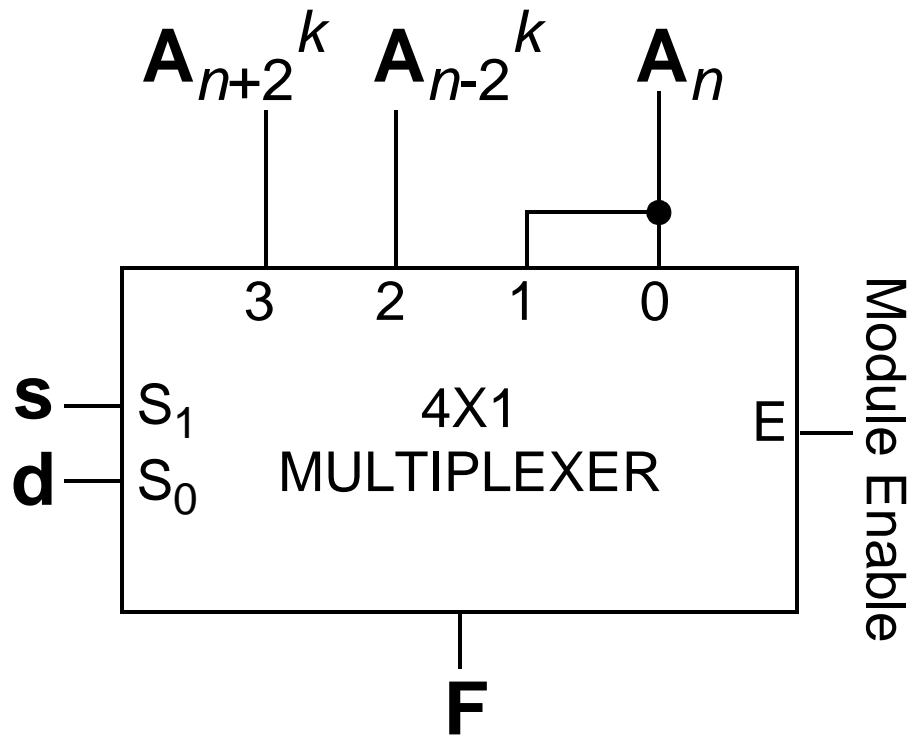 Aₙ₊₂ᵏ Aₙ₋₂ᵏ Aₙ
3 2 1 0
s S₁ 4X1 E
d S₀ MULTIPLEXER
Module Enable
F